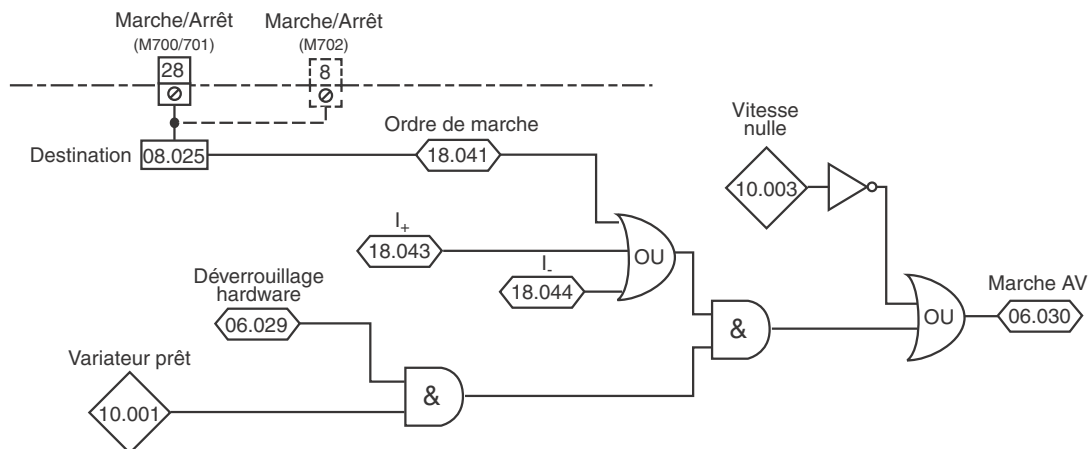 Marche/Arrêt
(M700/701)
28
Marche/Arrêt
(M702)
8
Destination
08.025
Ordre de marche
18.041
I+
18.043
I-
18.044
OU
Déverrouillage
hardware
06.029
Variateur prêt
10.001
&
&
Vitesse
nulle
10.003
OU
Marche AV
06.030